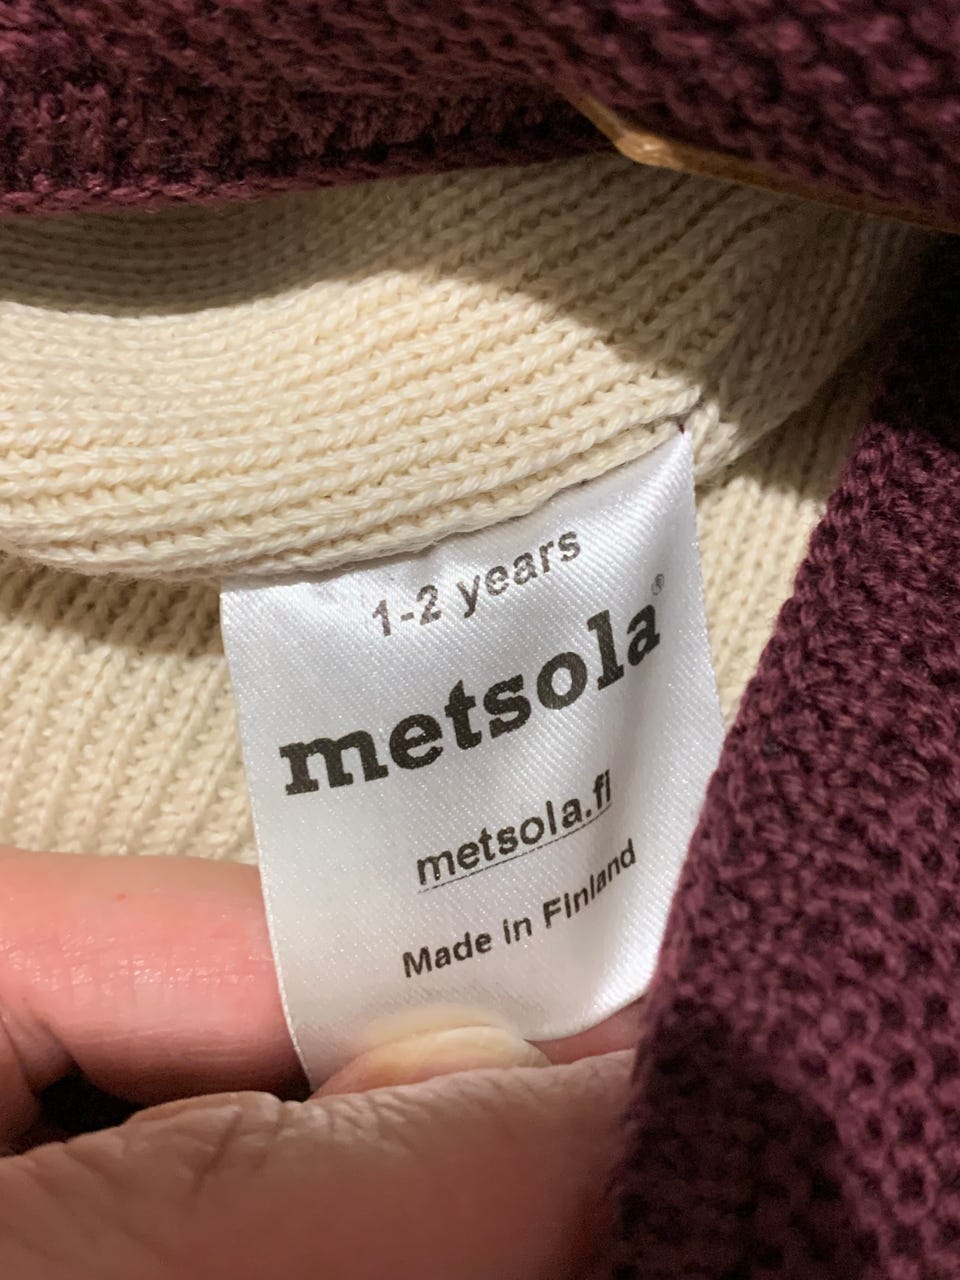 1-2 years
metsola®
metsola.fi
Made in Finland